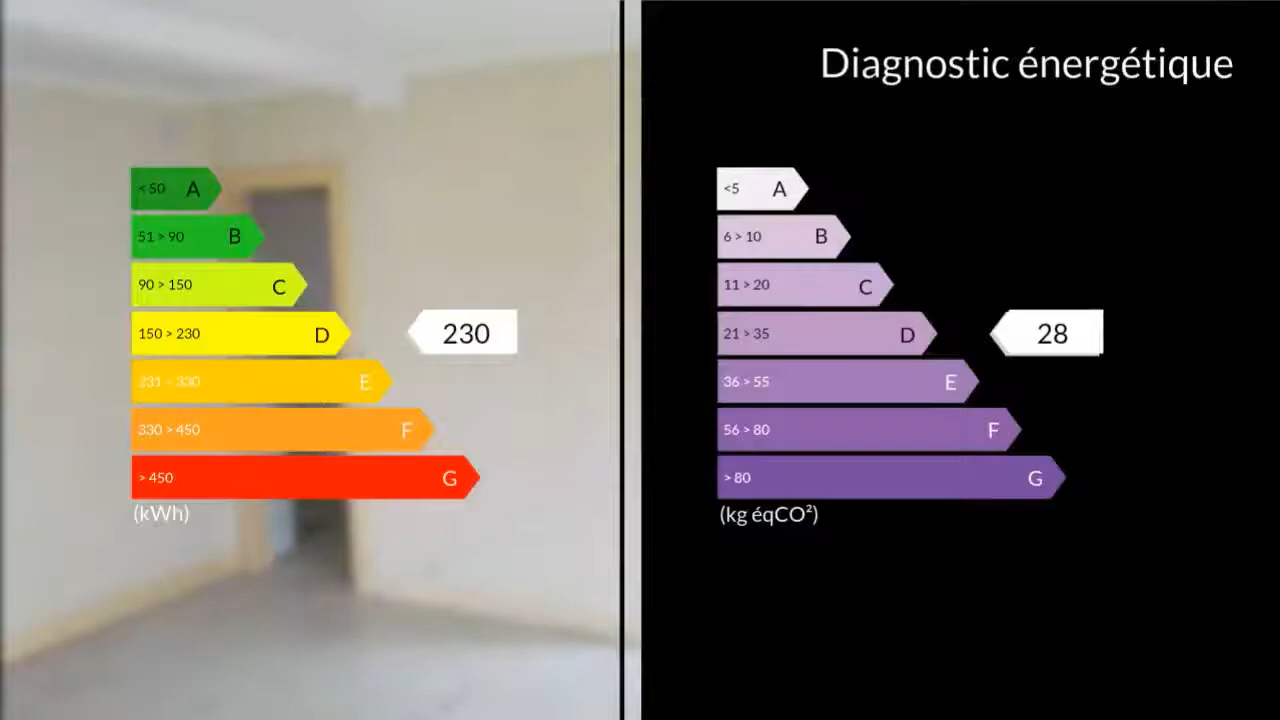 Diagnostic énergétique
< 50 A
51 > 90 B
90 > 150 C
150 > 230 D
230
231 > 330 E
330 > 450 F
> 450 G
(kWh)
<5 A
6 > 10 B
11 > 20 C
21 > 35 D
28
36 > 55 E
56 > 80 F
> 80 G
(kg éqCO²)